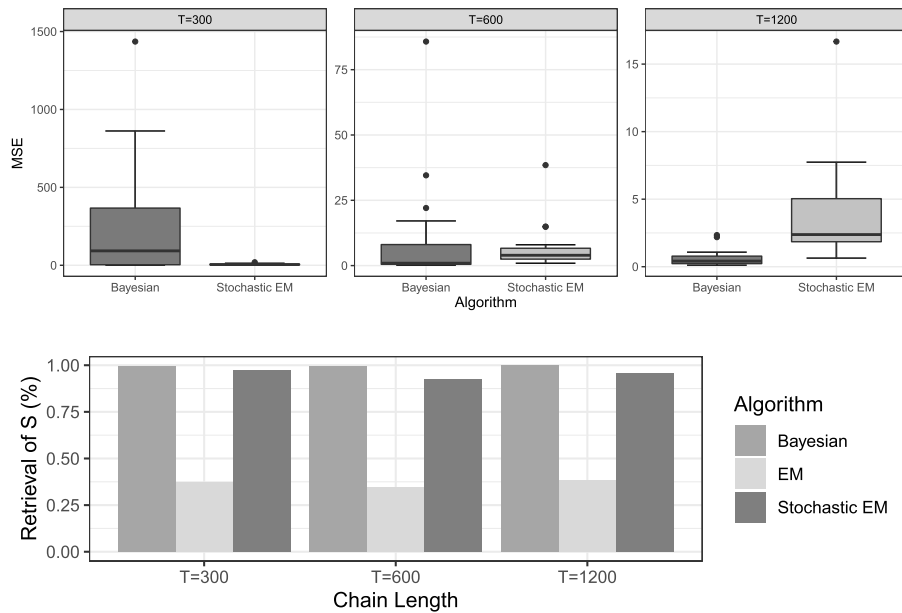 T=300
T=600
T=1200
MSE
1500
1000
500
0
75
50
25
0
15
10
5
0
Bayesian
Stochastic EM
Bayesian
Stochastic EM
Bayesian
Stochastic EM
Algorithm
Retrieval of S (%)
1.00
0.75
0.50
0.25
0.00
T=300
T=600
T=1200
Chain Length
Algorithm
Bayesian
EM
Stochastic EM